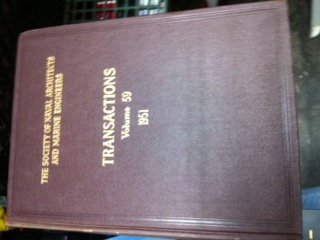 THE SOCIETY OF NAVAL ARCHITECTS
AND MARINE ENGINEERS
TRANSACTIONS
Volume 59
1951